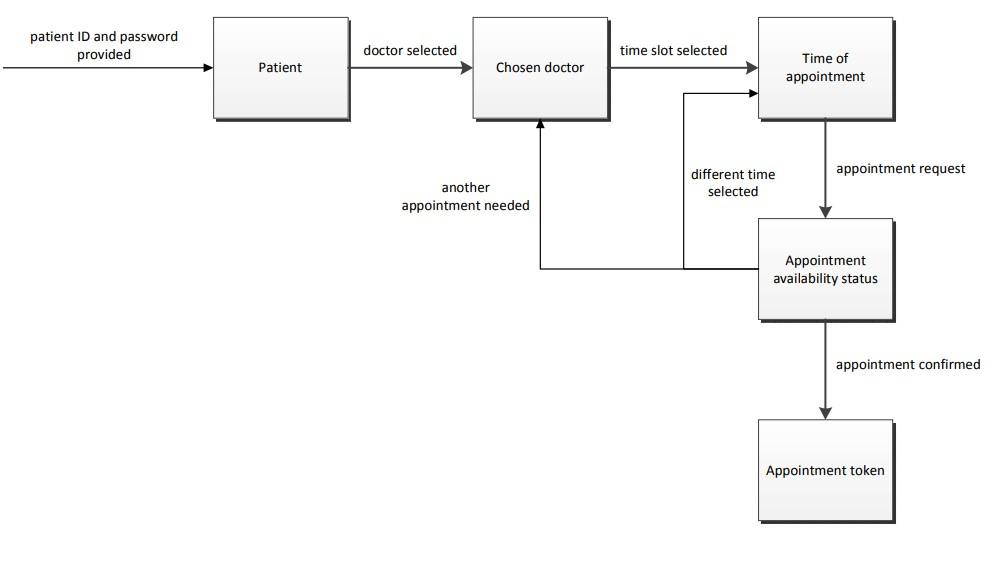 patient ID and password
provided
Patient
doctor selected
Chosen doctor
time slot selected
Time of
appointment
another
appointment needed
different time
selected
appointment request
Appointment
availability status
appointment confirmed
Appointment token